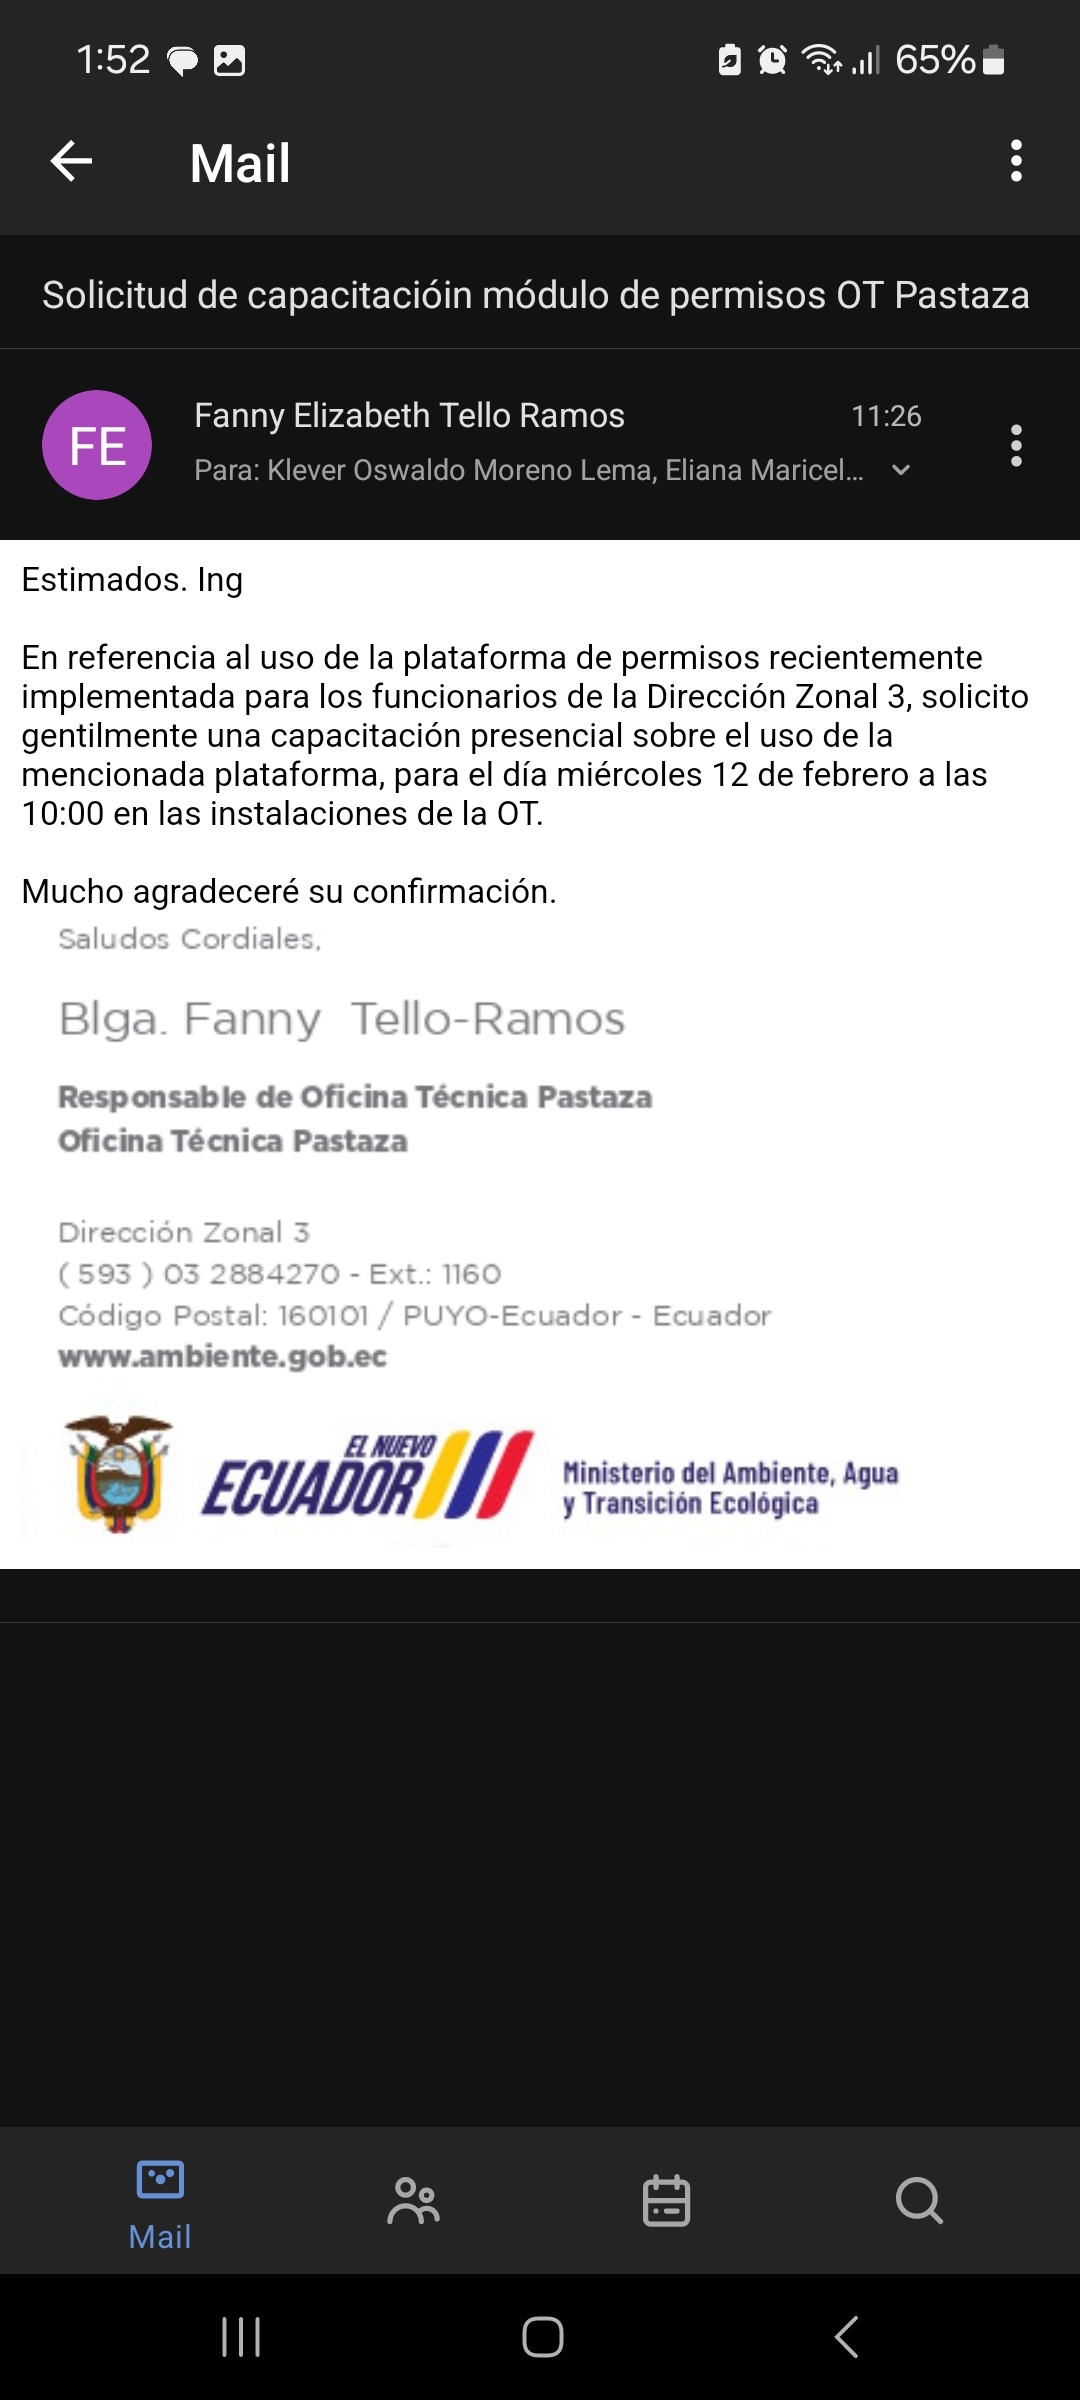 1:52
65%
Mail
Solicitud de capacitacióin módulo de permisos OT Pastaza
FE
Fanny Elizabeth Tello Ramos
11:26
Para: Klever Oswaldo Moreno Lema, Eliana Maricel...
Estimados. Ing
En referencia al uso de la plataforma de permisos recientemente
implementada para los funcionarios de la Dirección Zonal 3, solicito
gentilmente una capacitación presencial sobre el uso de la
mencionada plataforma, para el día miércoles 12 de febrero a las
10:00 en las instalaciones de la OT.
Mucho agradeceré su confirmación.
Saludos Cordiales,
Blga. Fanny Tello-Ramos
Responsable de Oficina Técnica Pastaza
Oficina Técnica Pastaza
Dirección Zonal 3
( 593 ) 03 2884270 - Ext.: 1160
Código Postal: 160101 / PUYO-Ecuador - Ecuador
www.ambiente.gob.ec
EL NUEVO
ECUADOR
Ministerio del Ambiente, Agua
y Transición Ecológica
Mail